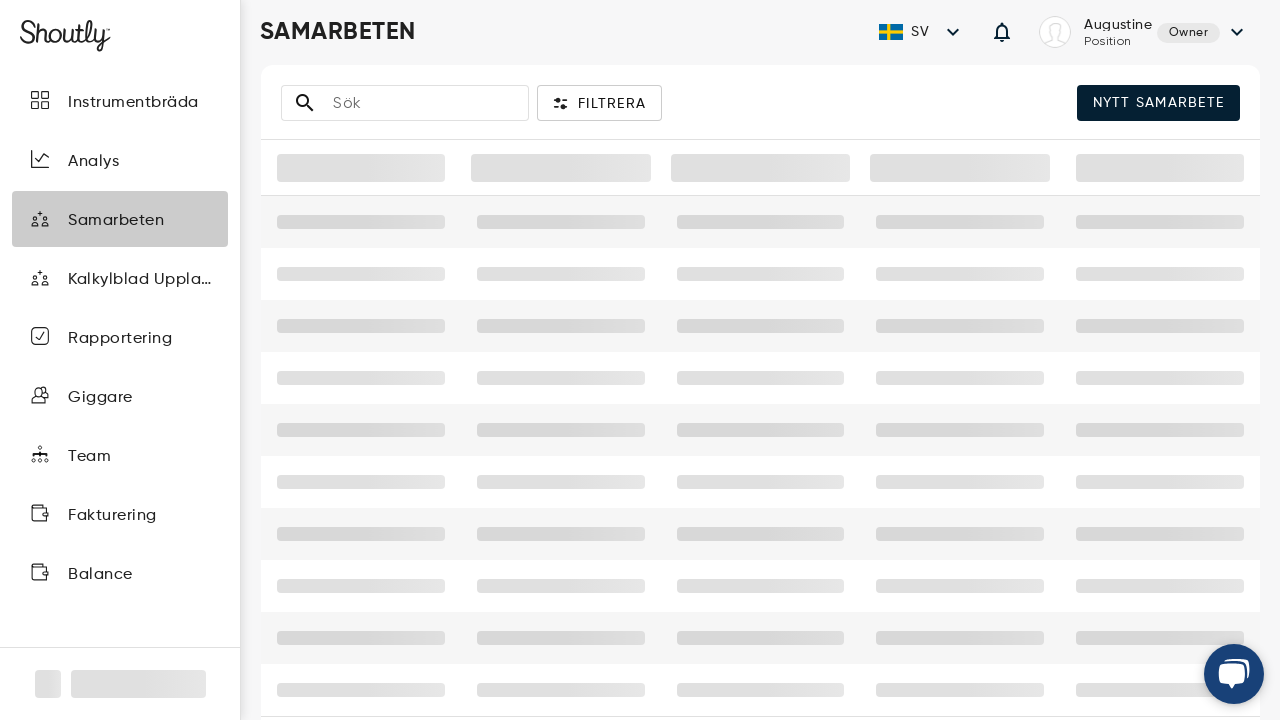 Shoutly
SAMARBETEN
SV
Augustine
Position
Owner
Instrumentbräda
Analys
Samarbeten
Kalkylblad Uppla...
Rapportering
Giggare
Team
Fakturering
Balance
Sök
FILTRERA
NYTT SAMARBETE